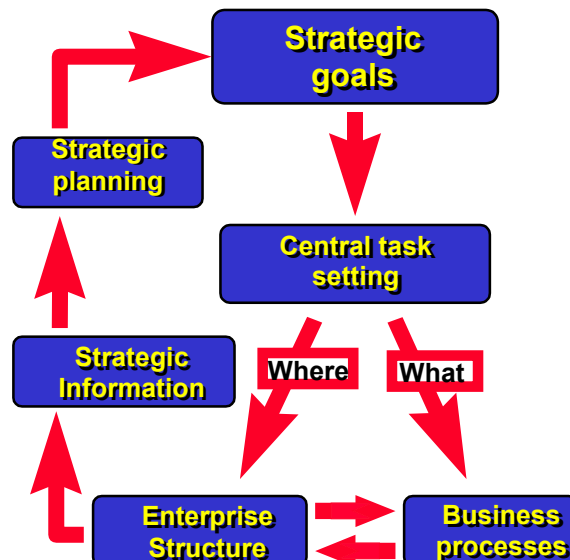 Strategic
goals
Strategic
planning
Central task
setting
Strategic
Information
Where
What
Enterprise
Structure
Business
processes